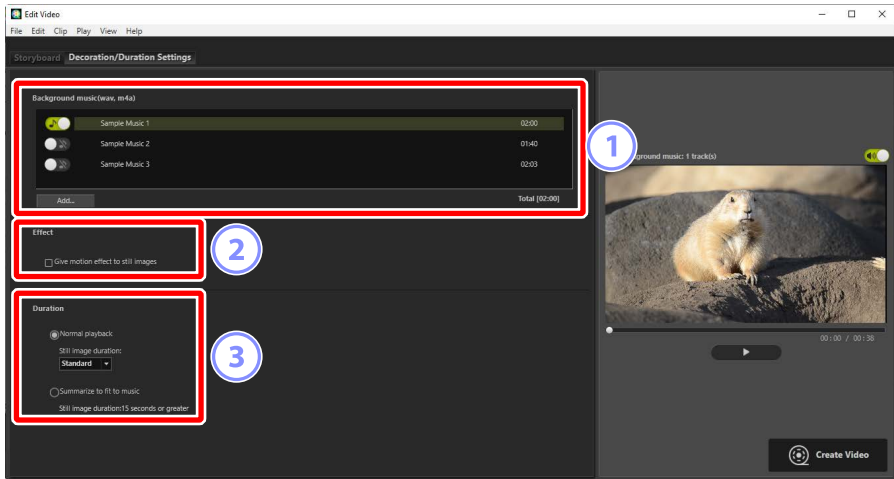 Edit Video
File Edit Clip Play View Help
Storyboard Decoration/Duration Settings
Background music(wav, m4a)
Sample Music 1 02:00
Sample Music 2 01:40
Sample Music 3 02:03
Add... Total [02:00]
1
ground music: 1 track(s)
Effect
Give motion effect to still images
2
Duration
Normal playback
Still image duration:
Standard
Summarize to fit to music
Still image duration:15 seconds or greater
3
00:00 / 00:38
Create Video